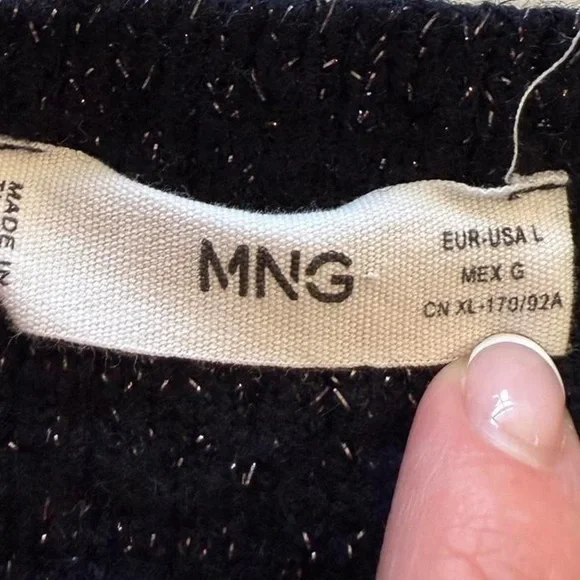 MADE IN
MNG
EUR-USA L
MEX G
CN XL-170/92A